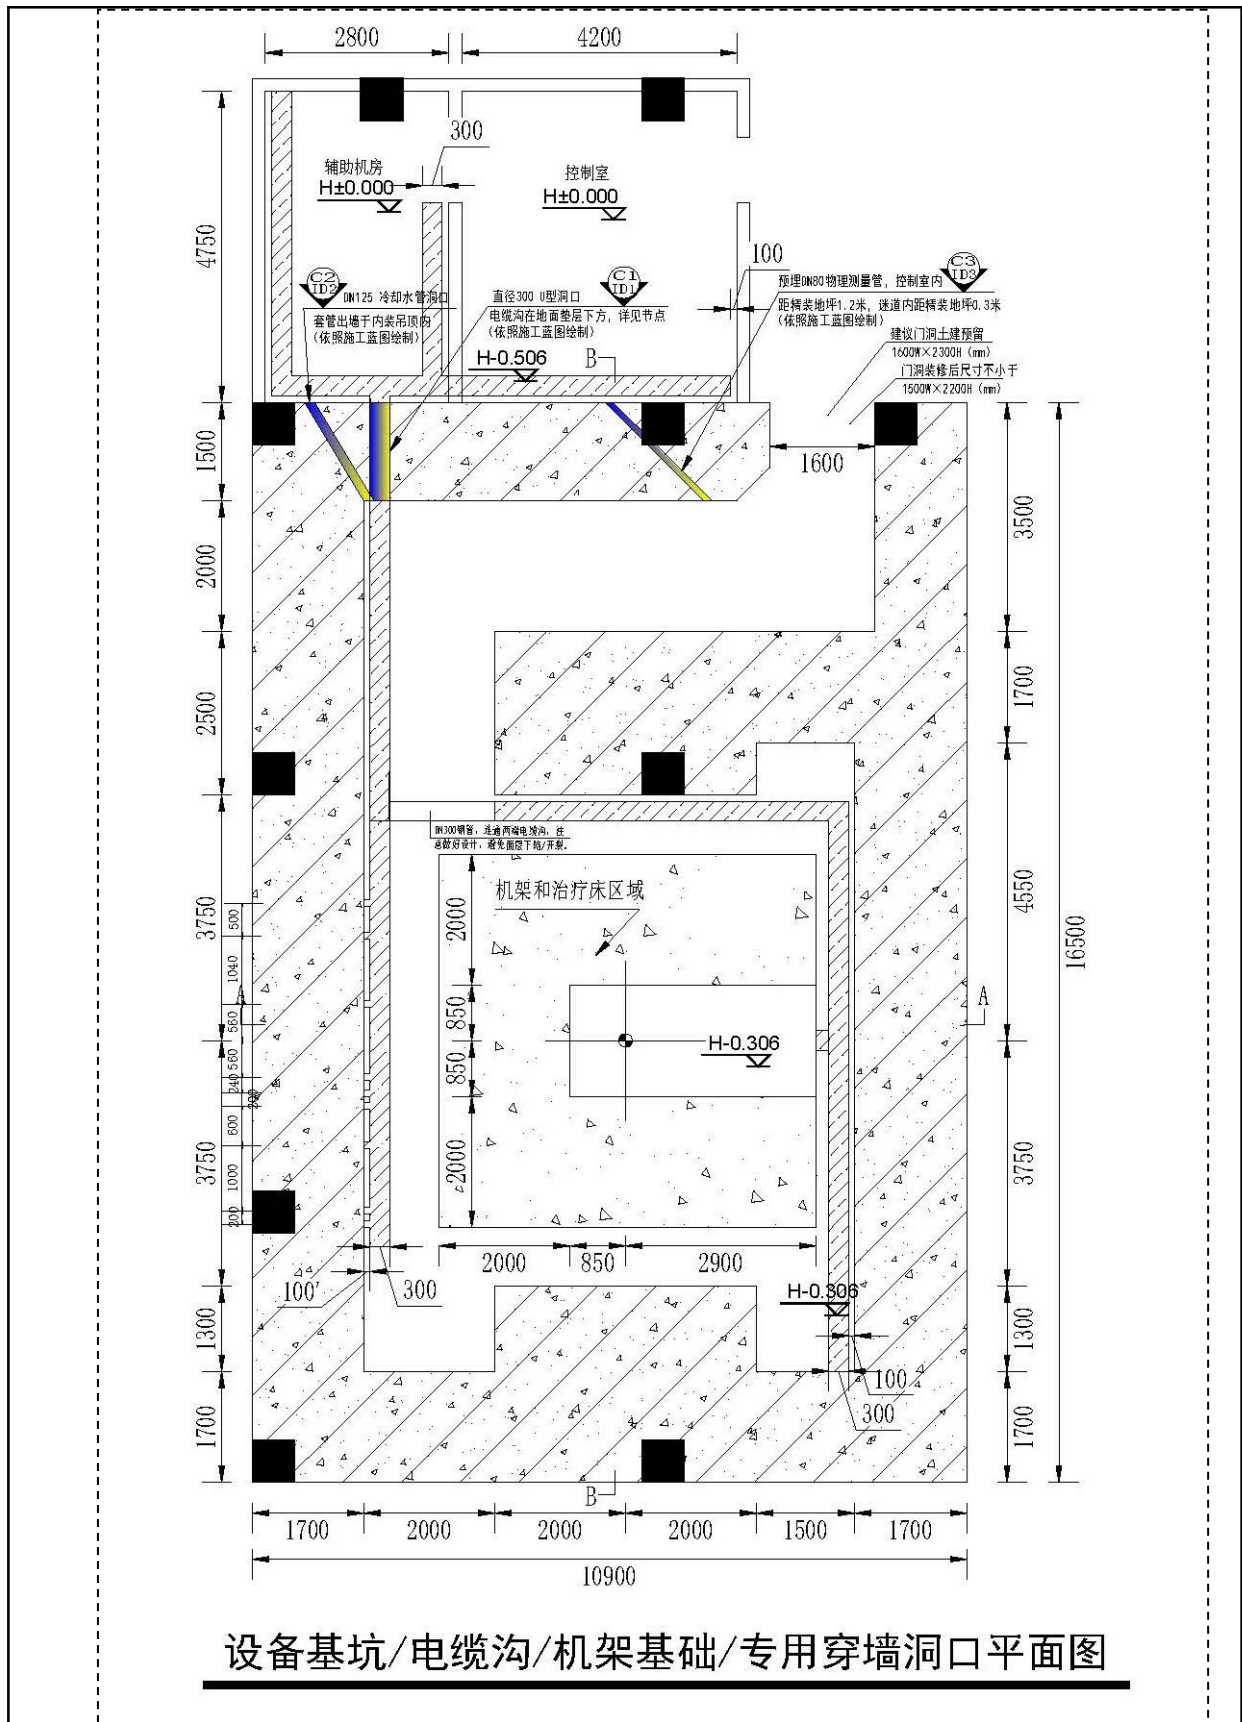 2800
4200
300
辅助机房
H±0.000
控制室
H±0.000
4750
100
C2
ID2
C1
ID1
C3
ID3
DN125 冷却水管洞口
套管出墙于内装吊顶内
(依照施工蓝图绘制)
直径300 U型洞口
电缆沟在地面垫层下方，详见节点
(依照施工蓝图绘制)
预埋DN80物理测量管，控制室内
距精装地坪1.2米，迷道内距精装地坪0.3米
(依照施工蓝图绘制)
建议门洞土建预留
1600W×2300H (mm)
门洞装修后尺寸不小于
1500W×2200H (mm)
H-0.506
B
1500
1600
3500
2000
2500
1700
DN300钢管，连通两端电缆沟，注
意做好设计，避免面层下陷/开裂。
机架和治疗床区域
2000
3750
500
1040
4550
16500
A
A
560
850
H-0.306
850
560
240
200
600
3750
1000
200
2000
3750
2000
850
2900
100'
300
H-0.306
1300
1300
100
300
1700
1700
B
1700
2000
2000
2000
1500
1700
10900
设备基坑/电缆沟/机架基础/专用穿墙洞口平面图